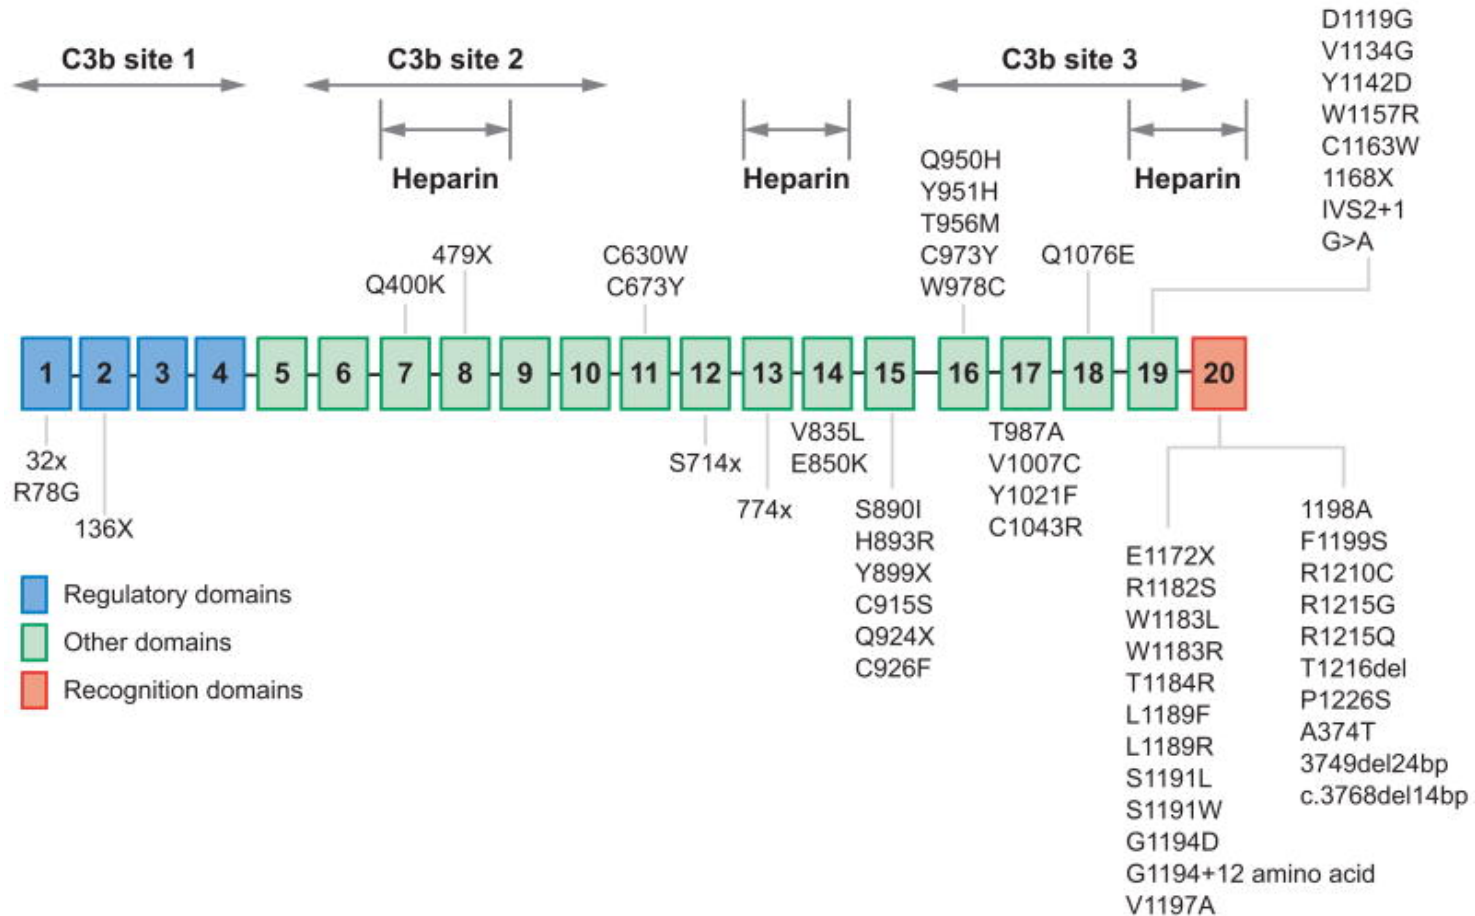 C3b site 1
C3b site 2
C3b site 3
Heparin
Heparin
Heparin
D1119G
V1134G
Y1142D
W1157R
C1163W
1168X
IVS2+1
G>A
Q950H
Y951H
T956M
C973Y
W978C
Q400K
479X
C630W
C673Y
Q1076E
1 2 3 4 5 6 7 8 9 10 11 12 13 14 15 16 17 18 19 20
32x
R78G
136X
S714x
774x
V835L
E850K
S890I
H893R
Y899X
C915S
Q924X
C926F
T987A
V1007C
Y1021F
C1043R
E1172X
R1182S
W1183L
W1183R
T1184R
L1189F
L1189R
S1191L
S1191W
G1194D
G1194+12 amino acid
V1197A
1198A
F1199S
R1210C
R1215G
R1215Q
T1216del
P1226S
A374T
3749del24bp
c.3768del14bp
Regulatory domains
Other domains
Recognition domains